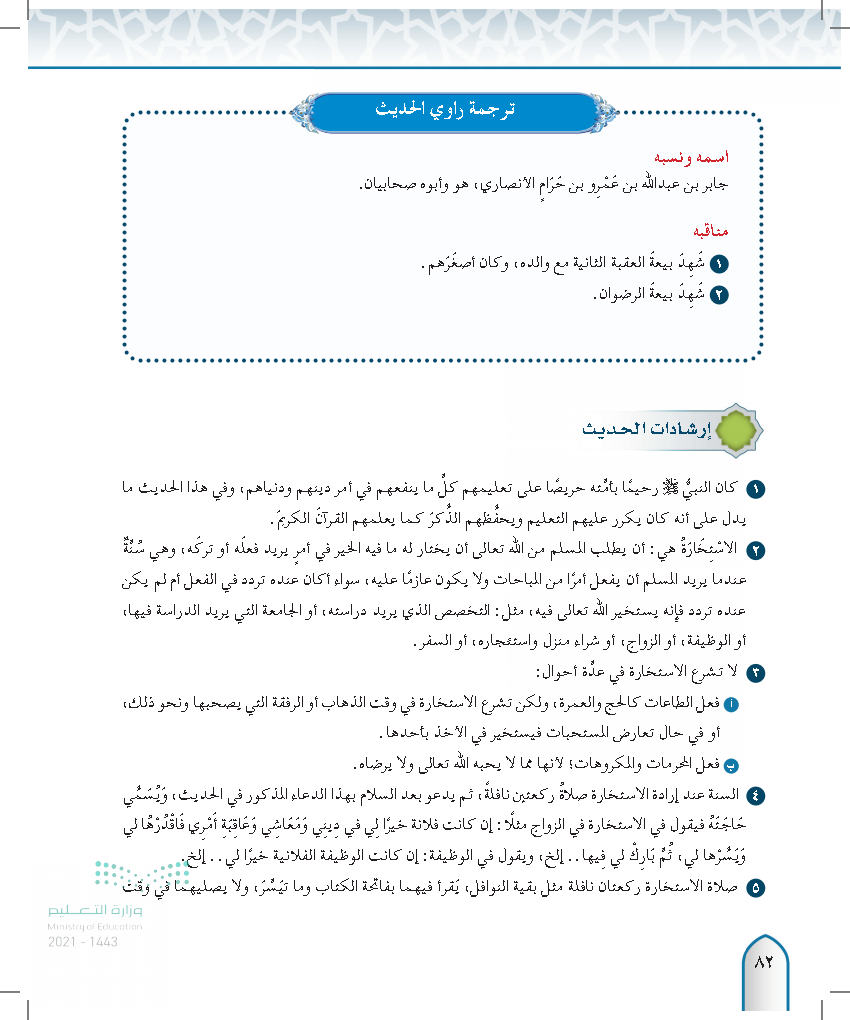 ترجمة راوي الحديث
اسمه ونسبه
جابر بن عبدالله بن عَمْرِو بن حَرَامٍ الأنصاري، هو وأبوه صحابيان.
مناقبه
١ شَهِدَ بيعةَ العقبة الثانية مع والده، وكان أصغَرَهم.
٢ شَهِدَ بيعةَ الرضوان.
إرشادات الحديث
١ كان النبيُّ ﷺ رحيمًا بأمَّته حريصًا على تعليمهم كلَّ ما ينفعهم في أمر دينهم ودنياهم، وفي هذا الحديث ما
يدل على أنه كان يكرر عليهم التعليم ويحفِّظهم الذِّكرَ كما يعلمهم القرآنَ الكريمَ.
٢ الاسْتِخَارَةُ هي: أن يطلب المسلم من الله تعالى أن يختار له ما فيه الخير في أمرٍ يريد فعلَه أو تركَه، وهي سُنَّةٌ
عندما يريد المسلم أن يفعل أمرًا من المباحات ولا يكون عازمًا عليه، سواء أكان عنده تردد في الفعل أم لم يكن
عنده تردد فإنه يستخير الله تعالى فيه، مثل: التخصص الذي يريد دراسته، أو الجامعة التي يريد الدراسة فيها،
أو الوظيفة، أو الزواج، أو شراء منزل واستئجاره، أو السفر.
٣ لا تشرع الاستخارة في عدَّة أحوال:
أ فعل الطاعات كالحج والعمرة، ولكن تشرع الاستخارة في وقت الذهاب أو الرفقة التي يصحبها ونحو ذلك،
أو في حال تعارض المستحبات فيستخير في الأخذ بأحدها.
ب فعل المحرمات والمكروهات؛ لأنها مما لا يحبه الله تعالى ولا يرضاه.
٤ السنة عند إرادة الاستخارة صلاةُ ركعتين نافلةً، ثم يدعو بعد السلام بهذا الدعاء المذكور في الحديث، وَيُسَمِّي
حَاجَتَهُ فيقول في الاستخارة في الزواج مثلًا: إن كانت فلانة خيرًا لي في دِينِي وَمَعَاشِي وَعَاقِبَةِ أَمْرِي فَاقْدُرْهُا لي
وَيَسِّرْها لي، ثُمَّ بَارِكْ لي فِيها.. إلخ، ويقول في الوظيفة: إن كانت الوظيفة الفلانية خيرًا لي.. إلخ.
٥ صلاة الاستخارة ركعتان نافلة مثل بقية النوافل، يَقرأ فيهما بفاتحة الكتاب وما تيَسَّرَ، ولا يصليهما في وقت
وزارة التعـليم
Ministry of Education
2021 - 1443
٨٢